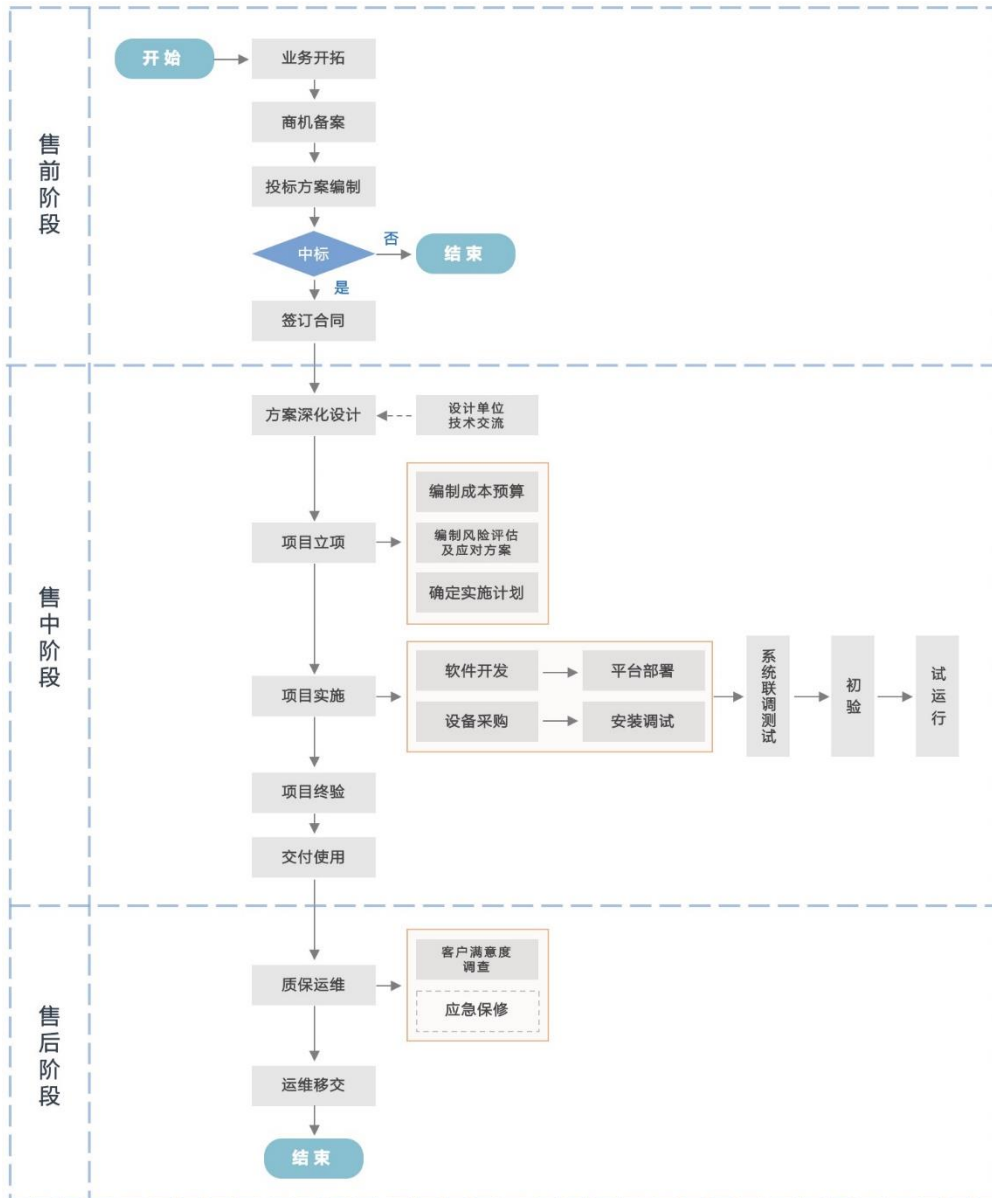 售前阶段
开始
业务开拓
商机备案
投标方案编制
中标
否
结束
是
签订合同
售中阶段
方案深化设计
设计单位
技术交流
项目立项
编制成本预算
编制风险评估
及应对方案
确定实施计划
项目实施
软件开发
平台部署
设备采购
安装调试
系统联调测试
初验
试运行
项目终验
交付使用
售后阶段
质保运维
客户满意度
调查
应急保修
运维移交
结束